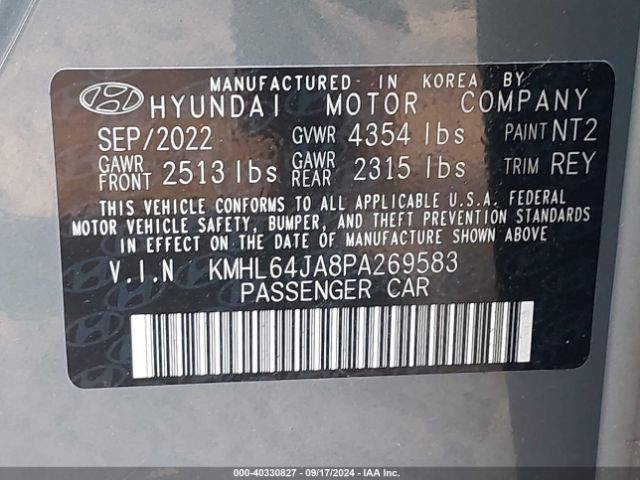 MANUFACTURED IN KOREA BY
HYUNDAI MOTOR COMPANY
SEP/2022 GVWR 4354 lbs PAINT NT2
GAWR FRONT 2513 lbs GAWR REAR 2315 lbs TRIM REY
THIS VEHICLE CONFORMS TO ALL APPLICABLE U.S.A. FEDERAL
MOTOR VEHICLE SAFETY, BUMPER, AND THEFT PREVENTION STANDARDS
IN EFFECT ON THE DATE OF MANUFACTURE SHOWN ABOVE.
V.I.N KMHL64JA8PA269583
PASSENGER CAR
000-40330827 - 09/17/2024 - IAA Inc.